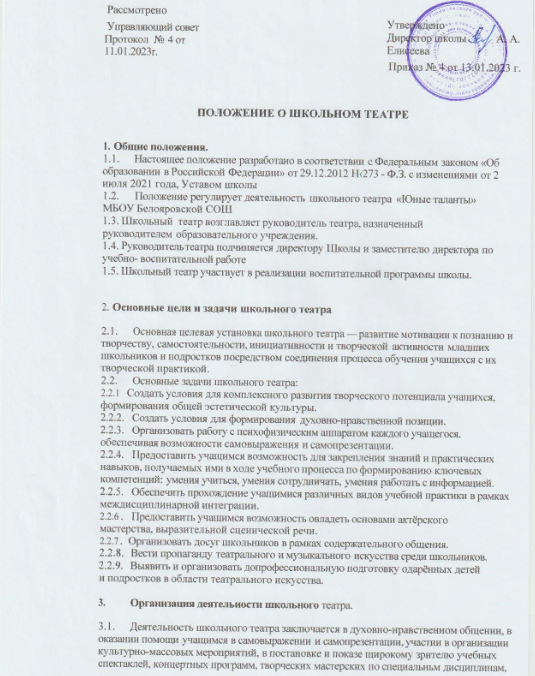 Рассмотрено
Управляющий совет
Протокол № 4 от
11.01.2023г.
Утверждено
Директор школы А. А.
Елисеева
Приказ № 4 от 13.01.2023 г.
ПОЛОЖЕНИЕ О ШКОЛЬНОМ ТЕАТРЕ
1. Общие положения.
1.1. Настоящее положение разработано в соответствии с Федеральным законом «Об
образовании в Российской Федерации» от 29.12.2012 №273 - Ф.З. с изменениями от 2
июля 2021 года, Уставом школы
1.2. Положение регулирует деятельность школьного театра «Юные таланты»
МБОУ Белояровской СОШ
1.3. Школьный театр возглавляет руководитель театра, назначенный
руководителем образовательного учреждения.
1.4. Руководитель театра подчиняется директору Школы и заместителю директора по
учебно- воспитательной работе
1.5. Школьный театр участвует в реализации воспитательной программы школы.
2. Основные цели и задачи школьного театра
2.1. Основная целевая установка школьного театра — развитие мотивации к познанию и
творчеству, самостоятельности, инициативности и творческой активности младших
школьников и подростков посредством соединения процесса обучения учащихся с их
творческой практикой.
2.2. Основные задачи школьного театра:
2.2.1 Создать условия для комплексного развития творческого потенциала учащихся,
формирования общей эстетической культуры.
2.2.2. Создать условия для формирования духовно-нравственной позиции.
2.2.3. Организовать работу с психофизическим аппаратом каждого учащегося.
обеспечивая возможности самовыражения и самопрезентации.
2.2.4. Предоставить учащимся возможность для закрепления знаний и практических
навыков, получаемых ими в ходе учебного процесса по формированию ключевых
компетенций: умения учиться, умения сотрудничать, умения работать с информацией.
2.2.5. Обеспечить прохождение учащимися различных видов учебной практики в рамках
междисциплинарной интеграции.
2.2.6. Предоставить учащимся возможность овладеть основами актёрского
мастерства, выразительной сценической речи.
2.2.7. Организовать досуг школьников в рамках содержательного общения.
2.2.8. Вести пропаганду театрального и музыкального искусства среди школьников.
2.2.9. Выявить и организовать допрофессиональную подготовку одарённых детей
и подростков в области театрального искусства.
3. Организация деятельности школьного театра.
3.1. Деятельность школьного театра заключается в духовно-нравственном общении, в
оказании помощи учащимся в самовыражении и самопрезентации, участии в организации
культурно-массовых мероприятий, в постановке и показе широкому зрителю учебных
спектаклей, концертных программ, творческих мастерских по специальным дисциплинам,